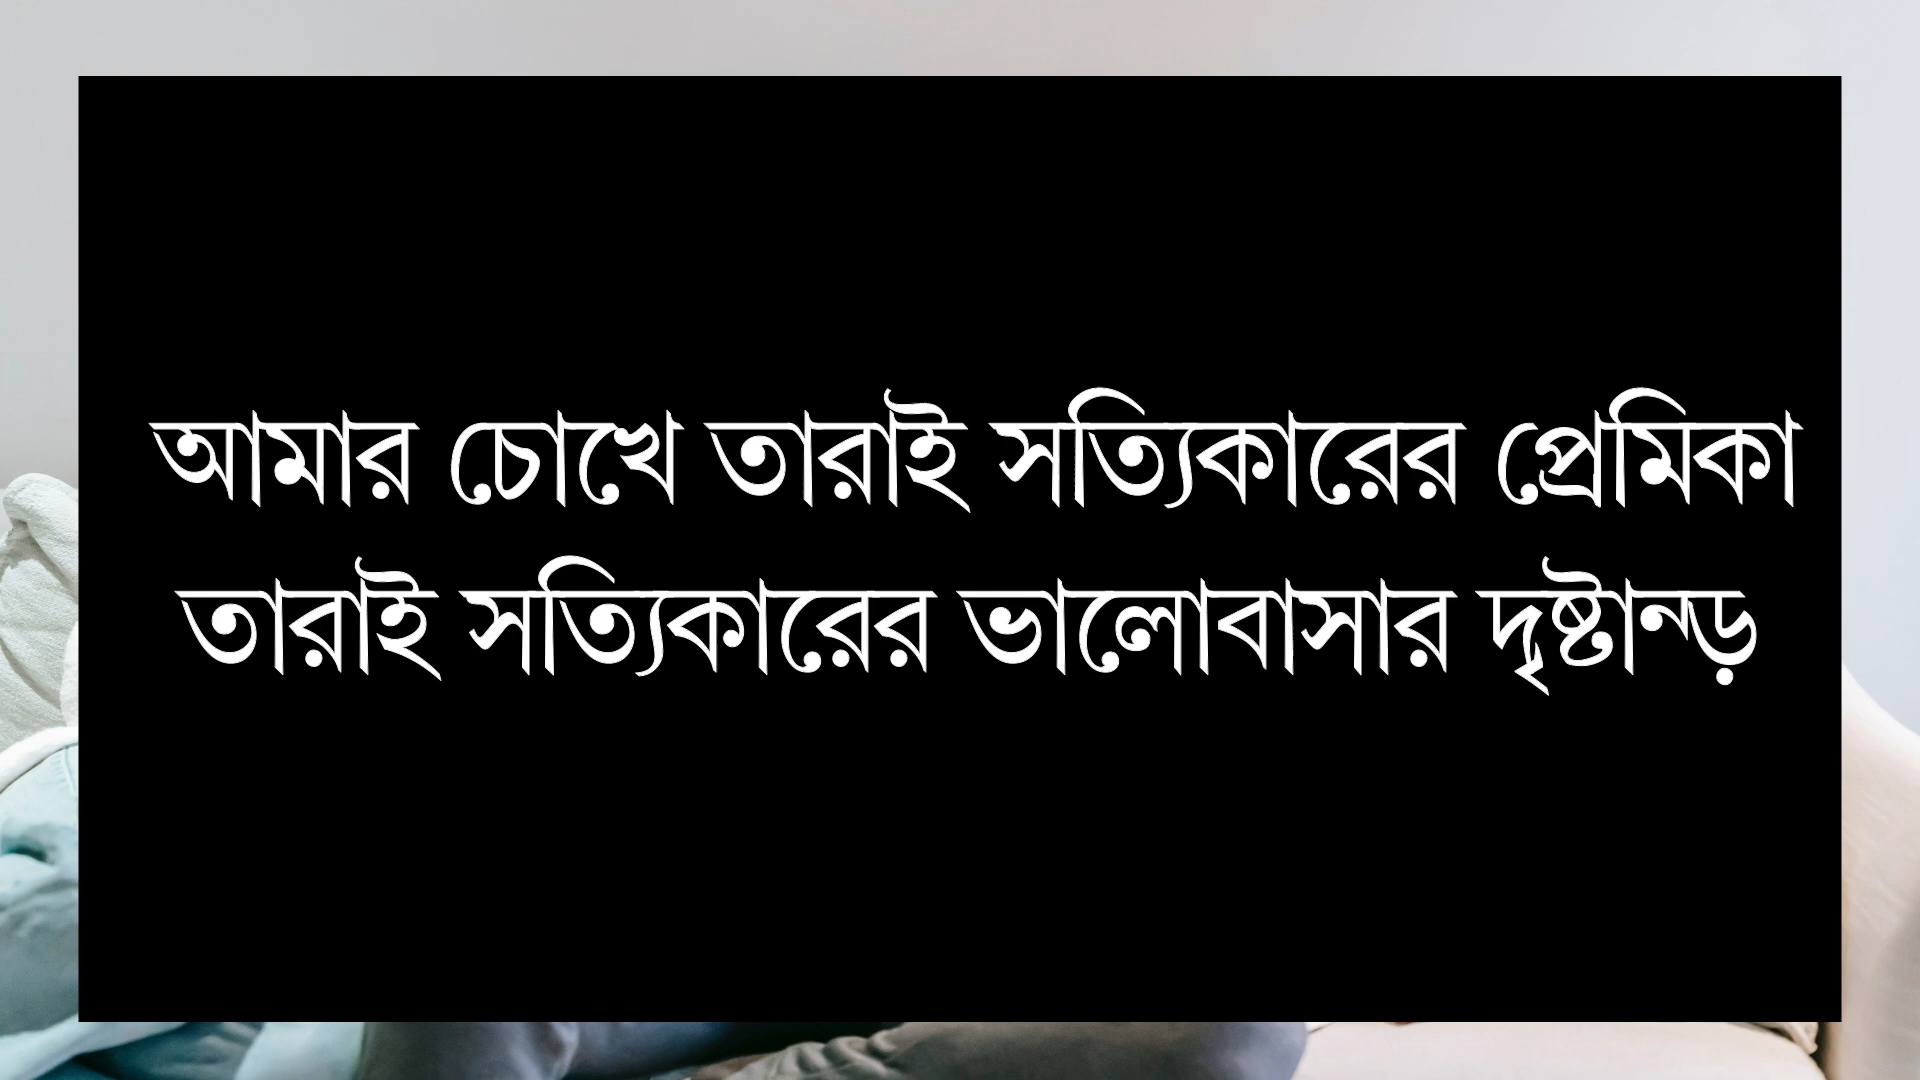 আমার চোখে তারাই সত্যিকারের প্রেমিকা
তারাই সত্যিকারের ভালোবাসার দৃষ্টান্ড়